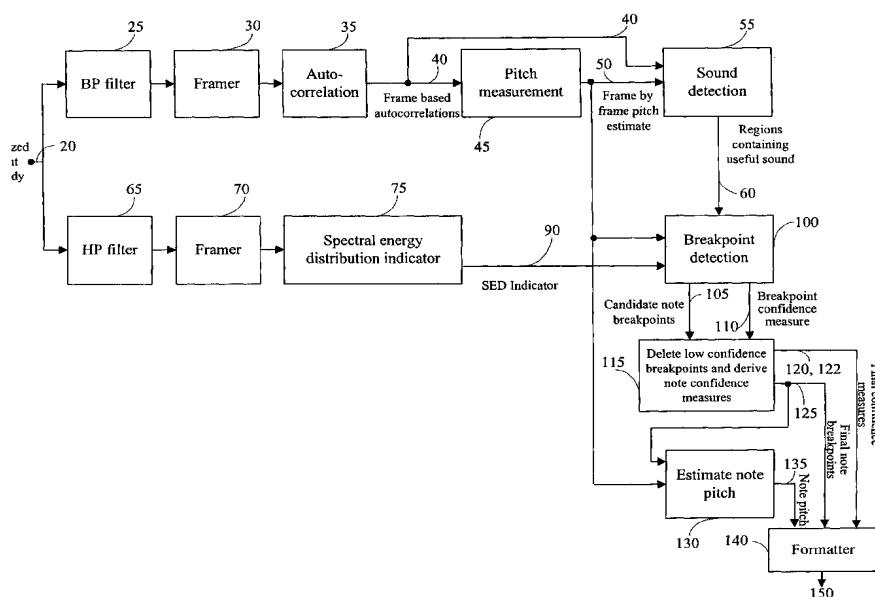 25
30
35
40
55
BP filter
Framer
Auto-
correlation
40
Frame based
autocorrelations
Pitch
measurement
45
50
Frame by
frame pitch
estimate
Sound
detection
zed
dy
20
Regions
containing
useful sound
60
65
70
75
HP filter
Framer
Spectral energy
distribution indicator
90
SED Indicator
100
Breakpoint
detection
Candidate note
breakpoints
105
110
Breakpoint
confidence
measure
115
Delete low confidence
breakpoints and derive
note confidence
measures
120, 122
125
measures
Final note
breakpoints
Estimate note
pitch
130
135
Note pitch
140
Formatter
150